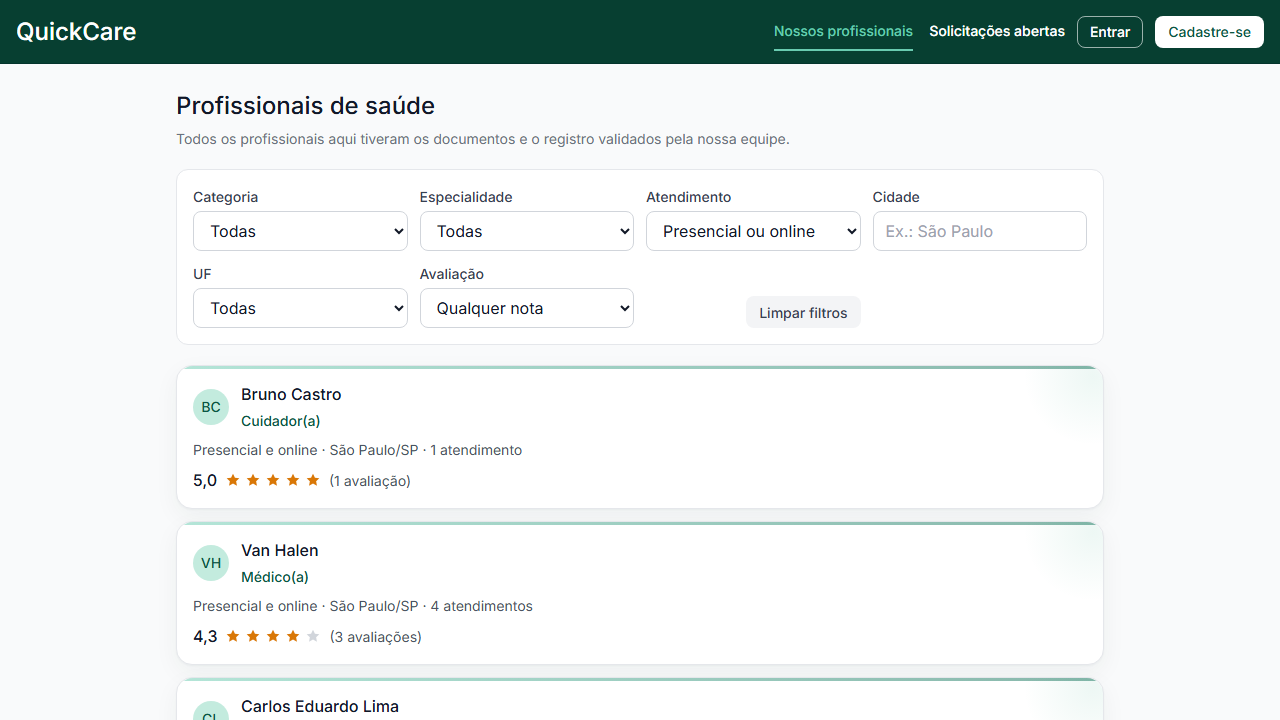 QuickCare
Nossos profissionais
Solicitações abertas
Entrar
Cadastre-se
Profissionais de saúde
Todos os profissionais aqui tiveram os documentos e o registro validados pela nossa equipe.
Categoria
Especialidade
Atendimento
Cidade
Todas
Todas
Presencial ou online
Ex.: São Paulo
UF
Avaliação
Todas
Qualquer nota
Limpar filtros
BC
Bruno Castro
Cuidador(a)
Presencial e online · São Paulo/SP · 1 atendimento
5,0 ★ ★ ★ ★ ★ (1 avaliação)
VH
Van Halen
Médico(a)
Presencial e online · São Paulo/SP · 4 atendimentos
4,3 ★ ★ ★ ★ ★ (3 avaliações)
CL
Carlos Eduardo Lima